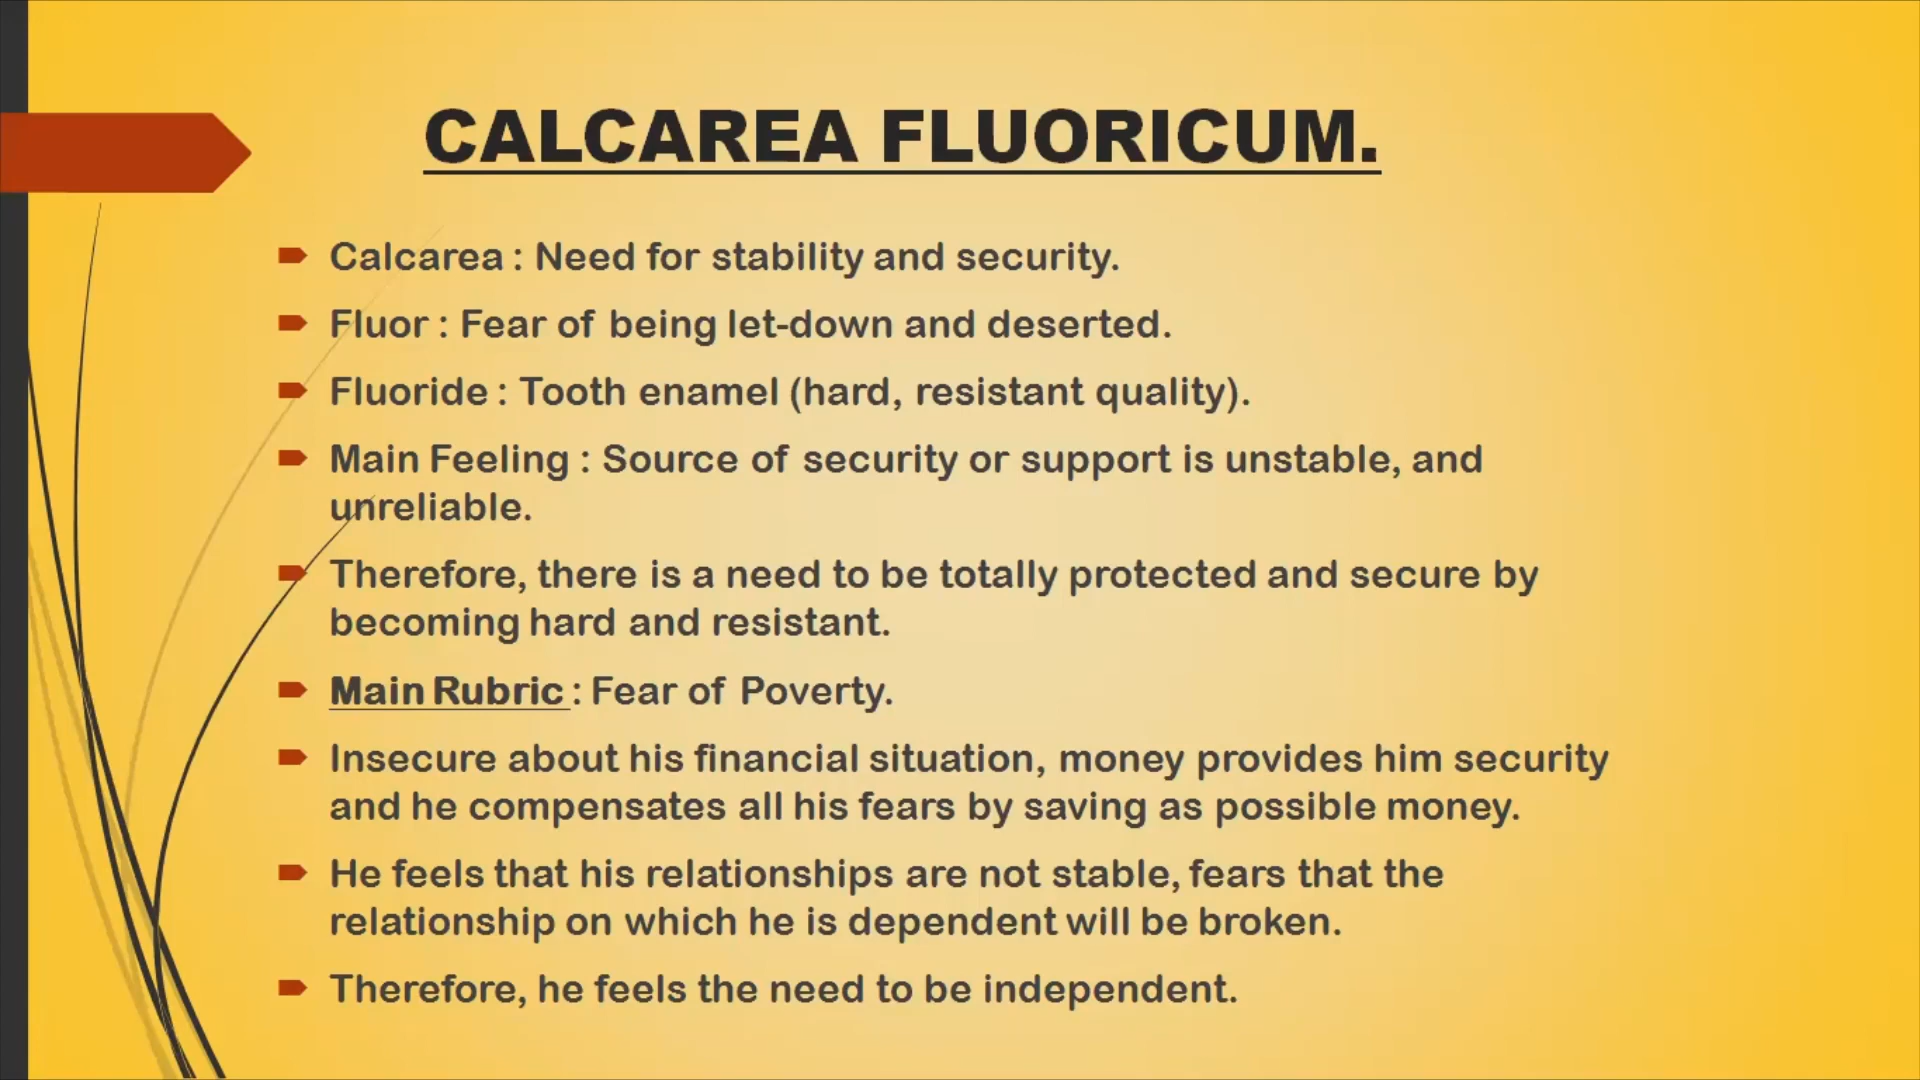 CALCAREA FLUORICUM.
Calcarea : Need for stability and security.
Fluor : Fear of being let-down and deserted.
Fluoride : Tooth enamel (hard, resistant quality).
Main Feeling : Source of security or support is unstable, and
unreliable.
Therefore, there is a need to be totally protected and secure by
becoming hard and resistant.
Main Rubric : Fear of Poverty.
Insecure about his financial situation, money provides him security
and he compensates all his fears by saving as possible money.
He feels that his relationships are not stable, fears that the
relationship on which he is dependent will be broken.
Therefore, he feels the need to be independent.